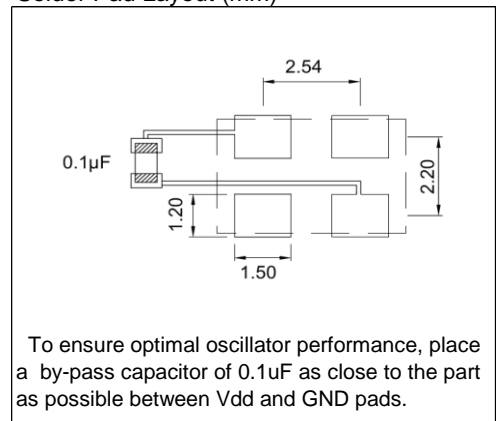 Solder Pad Layout (mm)
2.54
0.1µF
2.20
1.20
1.50
To ensure optimal oscillator performance, place
a by-pass capacitor of 0.1uF as close to the part
as possible between Vdd and GND pads.